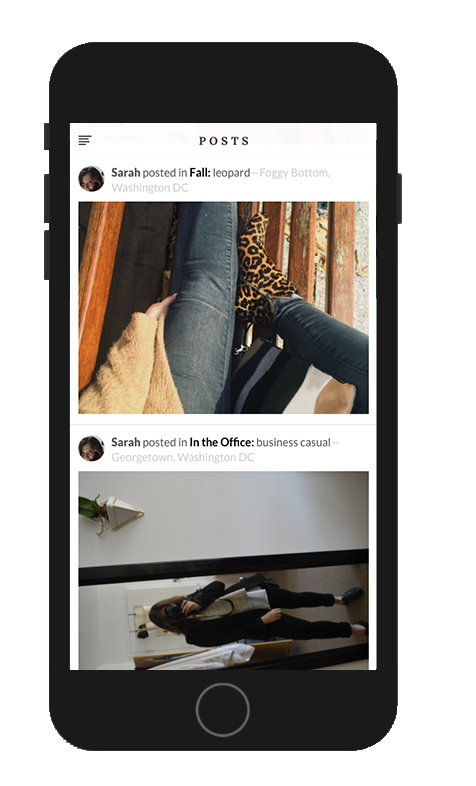 POSTS
Sarah posted in Fall: leopard—Foggy Bottom,
Washington DC
Sarah posted in In the Office: business casual—
Georgetown, Washington DC